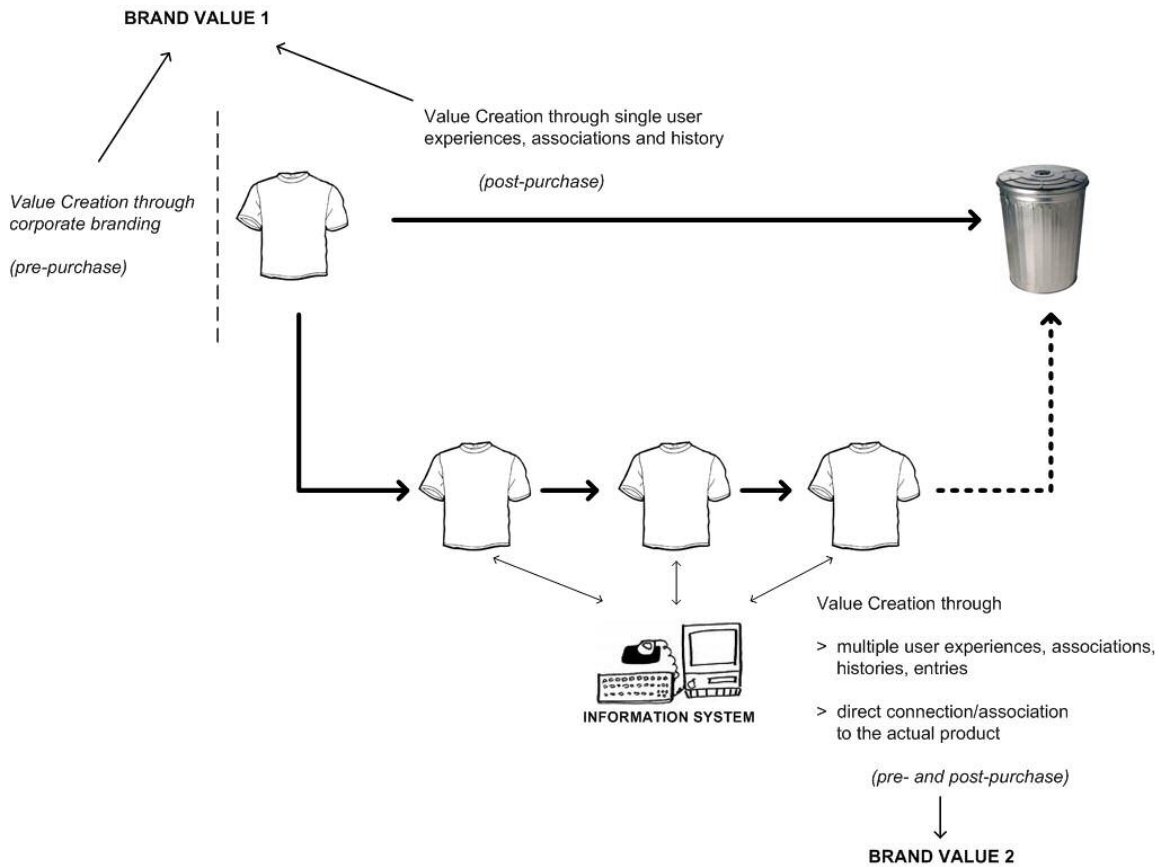 BRAND VALUE 1
Value Creation through single user
experiences, associations and history
(post-purchase)
Value Creation through
corporate branding
(pre-purchase)
Value Creation through
> multiple user experiences, associations,
histories, entries
> direct connection/association
to the actual product
(pre- and post-purchase)
INFORMATION SYSTEM
BRAND VALUE 2